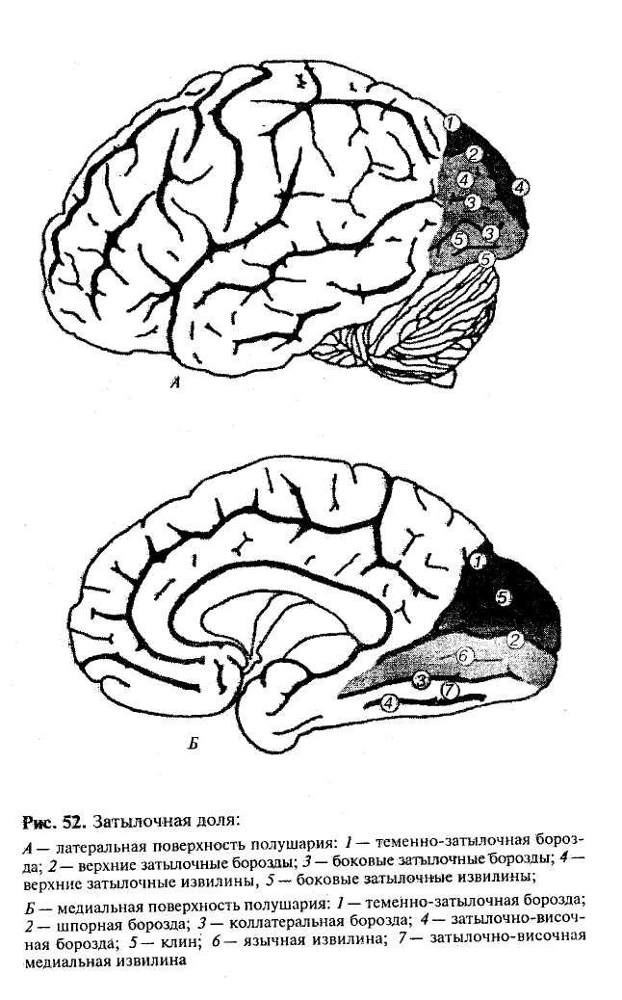 1
2
4
4
3
5
3
5
А
1
5
2
6
3
7
4
Б
Рис. 52. Затылочная доля:
А — латеральная поверхность полушария: 1 — теменно-затылочная бороз-
да; 2 — верхние затылочные борозды; 3 — боковые затылочные борозды; 4 —
верхние затылочные извилины, 5 — боковые затылочные извилины;
Б — медиальная поверхность полушария: 1 — теменно-затылочная борозда;
2 — шпорная борозда; 3 — коллатеральная борозда; 4 — затылочно-височ-
ная борозда; 5 — клин; 6 — язычная извилина; 7 — затылочно-височная
медиальная извилина